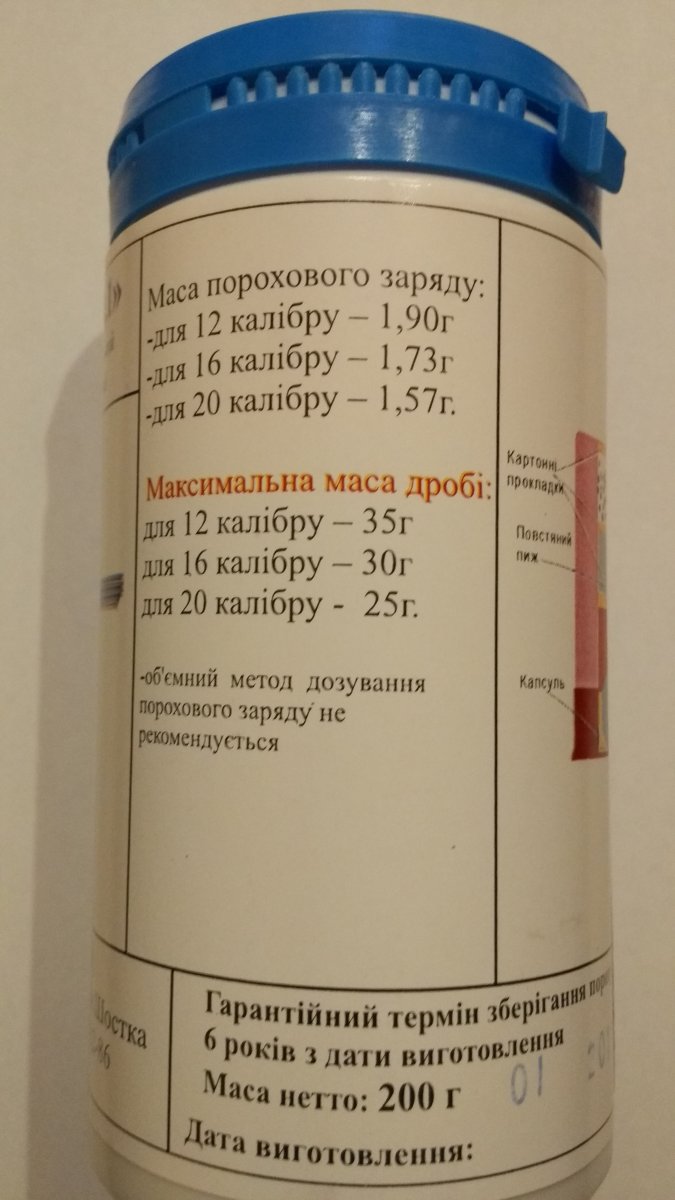 Маса порохового заряду:
-для 12 калібру – 1,90г
-для 16 калібру – 1,73г
-для 20 калібру – 1,57г.
Максимальна маса дробі:
для 12 калібру – 35г
для 16 калібру – 30г
для 20 калібру - 25г.
-об'ємний метод дозування
порохового заряду не
рекомендується
Картонні
прокладки
Повстяний
пиж
Капсуль
Шостка
Гарантійний термін зберігання
6 років з дати виготовлення
Маса нетто: 200 г
01
Дата виготовлення: